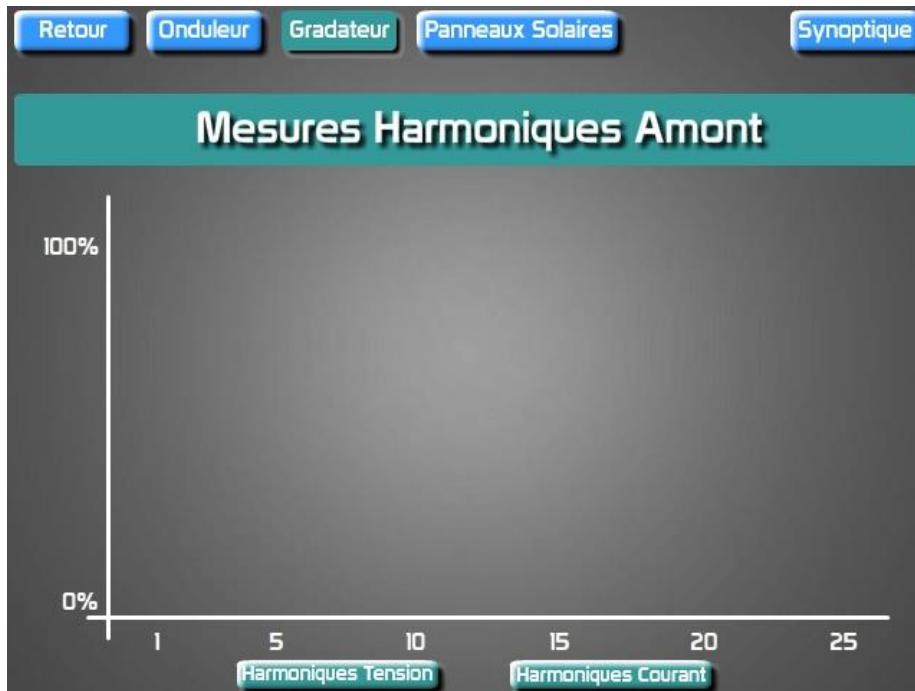 Retour Onduleur Gradateur Panneaux Solaires Synoptique
Mesures Harmoniques Amont
100%
0%
1 5 10 15 20 25
Harmoniques Tension Harmoniques Courant